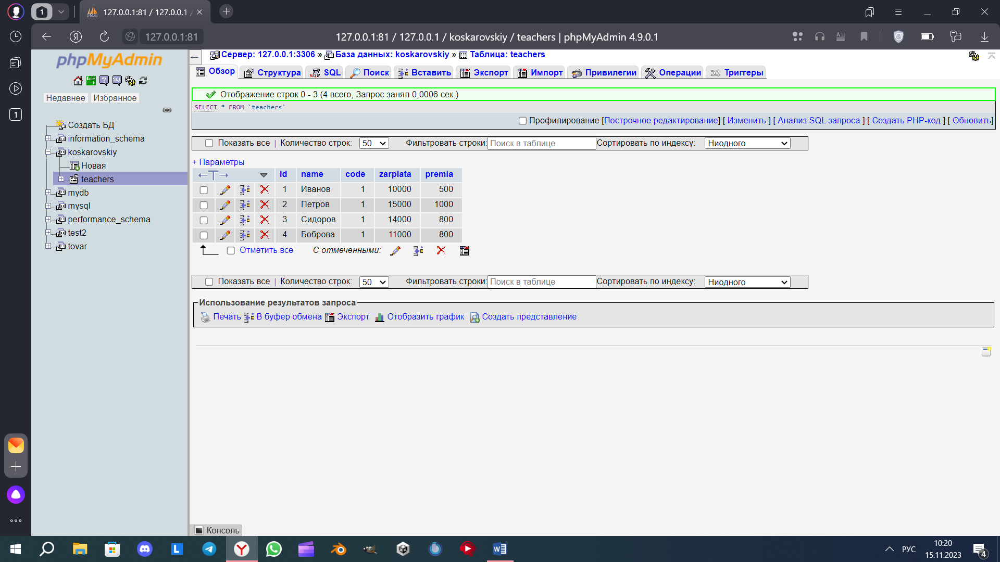 1
127.0.0.1:81 / 127.0.0.1 /
127.0.0.1:81
127.0.0.1:81 / 127.0.0.1 / koskarovskiy / teachers | phpMyAdmin 4.9.0.1
1
phpMyAdmin
Недавнее Избранное
Создать БД
information_schema
koskarovskiy
Новая
teachers
mydb
mysql
performance_schema
test2
tovar
Сервер: 127.0.0.1:3306 » База данных: koskarovskiy » Таблица: teachers
Обзор Структура SQL Поиск Вставить Экспорт Импорт Привилегии Операции Триггеры
Отображение строк 0 - 3 (4 всего, Запрос занял 0,0006 сек.)
SELECT * FROM `teachers`
Профилирование [Построчное редактирование] [ Изменить ] [ Анализ SQL запроса ] [ Создать PHP-код ] [ Обновить]
Показать все | Количество строк: 50 Фильтровать строки: Поиск в таблице Сортировать по индексу: Ниодного
+ Параметры
id name code zarplata premia
1 Иванов 1 10000 500
2 Петров 1 15000 1000
3 Сидоров 1 14000 800
4 Боброва 1 11000 800
Отметить все С отмеченными:
Показать все | Количество строк: 50 Фильтровать строки: Поиск в таблице Сортировать по индексу: Ниодного
Использование результатов запроса
Печать В буфер обмена Экспорт Отобразить график Создать представление
Консоль
L
РУС
10:20
15.11.2023
4